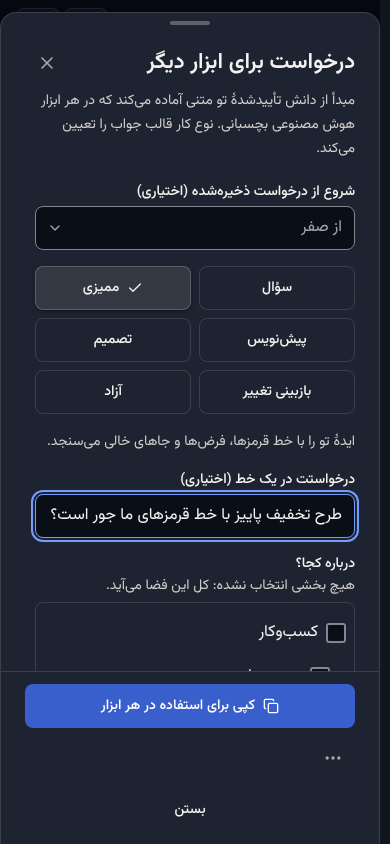 درخواست برای ابزار دیگر
مبدأ از دانش تأییدشدهٔ تو متنی آماده می‌کند که در هر ابزار
هوش مصنوعی بچسبانی. نوع کار قالب جواب را تعیین
می‌کند.
شروع از درخواست ذخیره‌شده (اختیاری)
از صفر
سؤال
ممیزی
پیش‌نویس
تصمیم
بازبینی تغییر
آزاد
ایدهٔ تو را با خط قرمزها، فرض‌ها و جاهای خالی می‌سنجد.
درخواستت در یک خط (اختیاری)
طرح تخفیف پاییز با خط قرمزهای ما جور است؟
درباره کجا؟
هیچ بخشی انتخاب نشده: کل این فضا می‌آید.
کسب‌وکار
کپی برای استفاده در هر ابزار
بستن